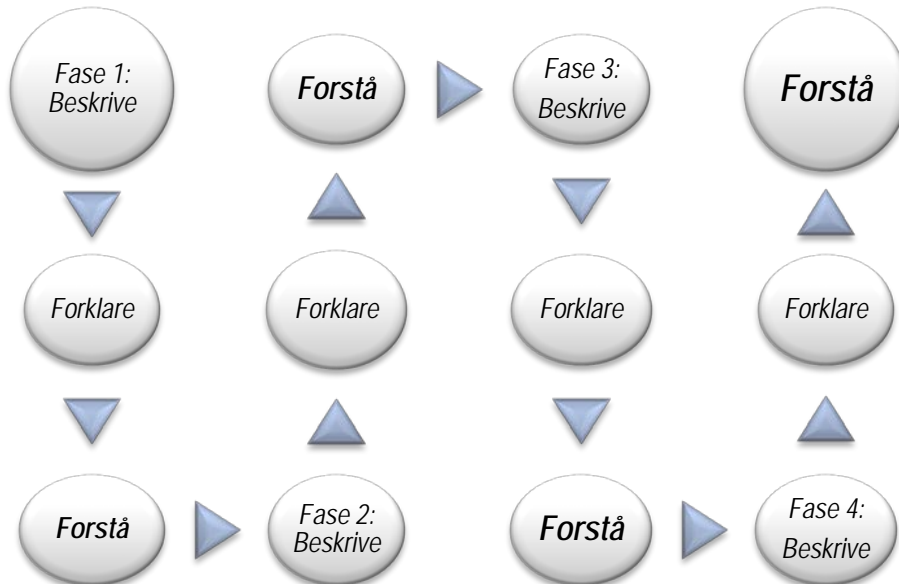 Fase 1:
Beskrive
Forklare
Forstå
Fase 2:
Beskrive
Forklare
Forstå
Fase 3:
Beskrive
Forklare
Forstå
Fase 4:
Beskrive
Forklare
Forstå